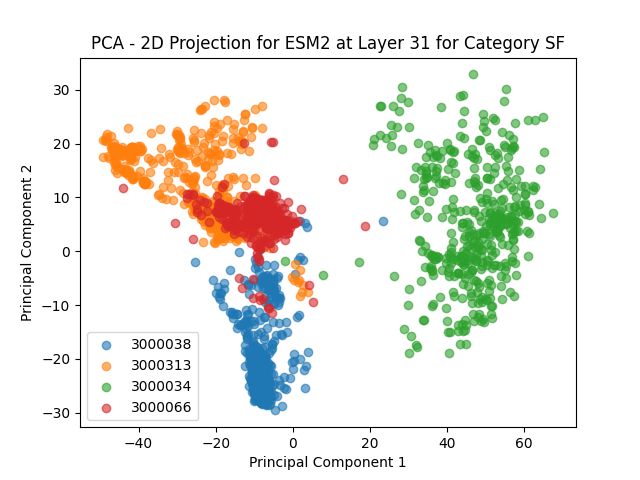 PCA - 2D Projection for ESM2 at Layer 31 for Category SF
Principal Component 2
30
20
10
0
−10
−20
−30
3000038
3000313
3000034
3000066
−40 −20 0 20 40 60
Principal Component 1